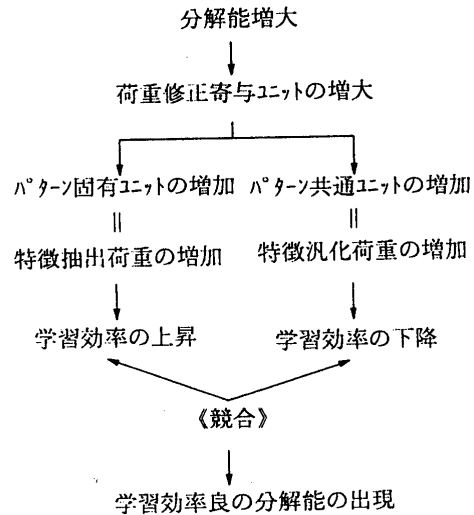 分解能増大
荷重修正寄与ユニットの増大
パターン固有ユニットの増加 パターン共通ユニットの増加
特徴抽出荷重の増加 特徴汎化荷重の増加
学習効率の上昇 学習効率の下降
《競合》
学習効率良の分解能の出現